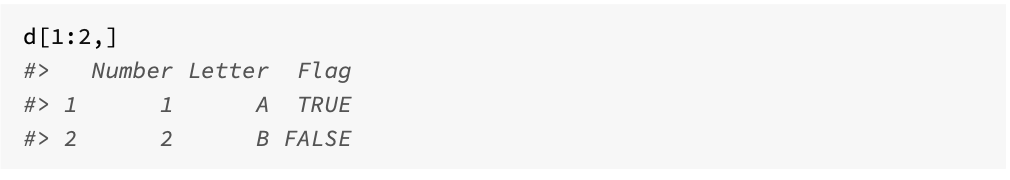 d[1:2,]
#>   Number Letter  Flag
#> 1      1      A  TRUE
#> 2      2      B FALSE